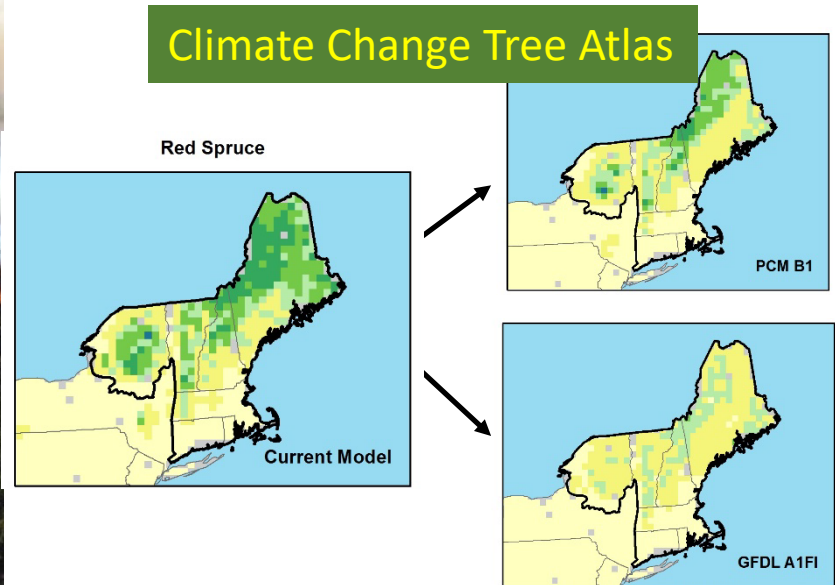 Climate Change Tree Atlas
Red Spruce
Current Model
PCM B1
GFDL A1FI